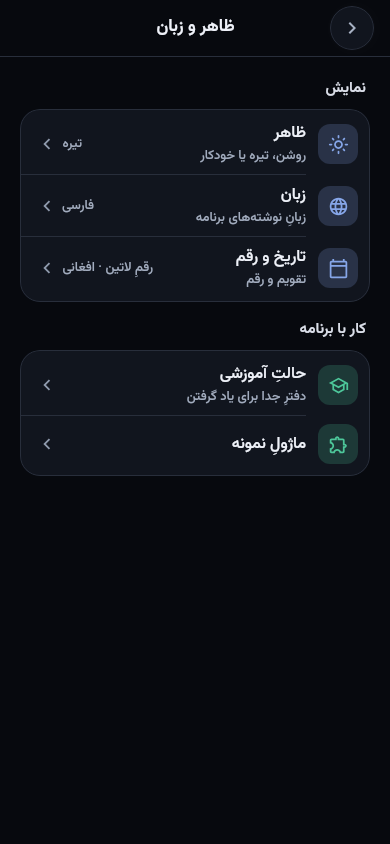 ظاهر و زبان
نمایش
ظاهر
روشن، تیره یا خودکار
تیره
زبان
زبانِ نوشته‌های برنامه
فارسی
تاریخ و رقم
تقویم و رقم
رقمِ لاتین · افغانی
کار با برنامه
حالتِ آموزشی
دفترِ جدا برای یاد گرفتن
ماژولِ نمونه